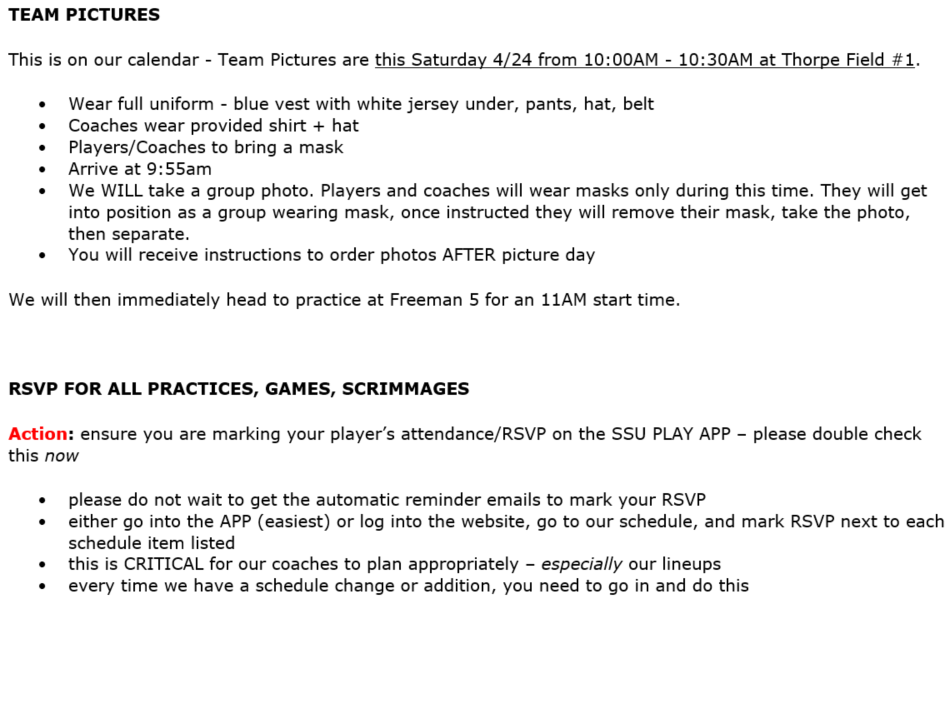 TEAM PICTURES
This is on our calendar - Team Pictures are this Saturday 4/24 from 10:00AM - 10:30AM at Thorpe Field #1.
• Wear full uniform - blue vest with white jersey under, pants, hat, belt
• Coaches wear provided shirt + hat
• Players/Coaches to bring a mask
• Arrive at 9:55am
• We WILL take a group photo. Players and coaches will wear masks only during this time. They will get
into position as a group wearing mask, once instructed they will remove their mask, take the photo,
then separate.
• You will receive instructions to order photos AFTER picture day
We will then immediately head to practice at Freeman 5 for an 11AM start time.
RSVP FOR ALL PRACTICES, GAMES, SCRIMMAGES
Action: ensure you are marking your player’s attendance/RSVP on the SSU PLAY APP – please double check
this now
• please do not wait to get the automatic reminder emails to mark your RSVP
• either go into the APP (easiest) or log into the website, go to our schedule, and mark RSVP next to each
schedule item listed
• this is CRITICAL for our coaches to plan appropriately – especially our lineups
• every time we have a schedule change or addition, you need to go in and do this